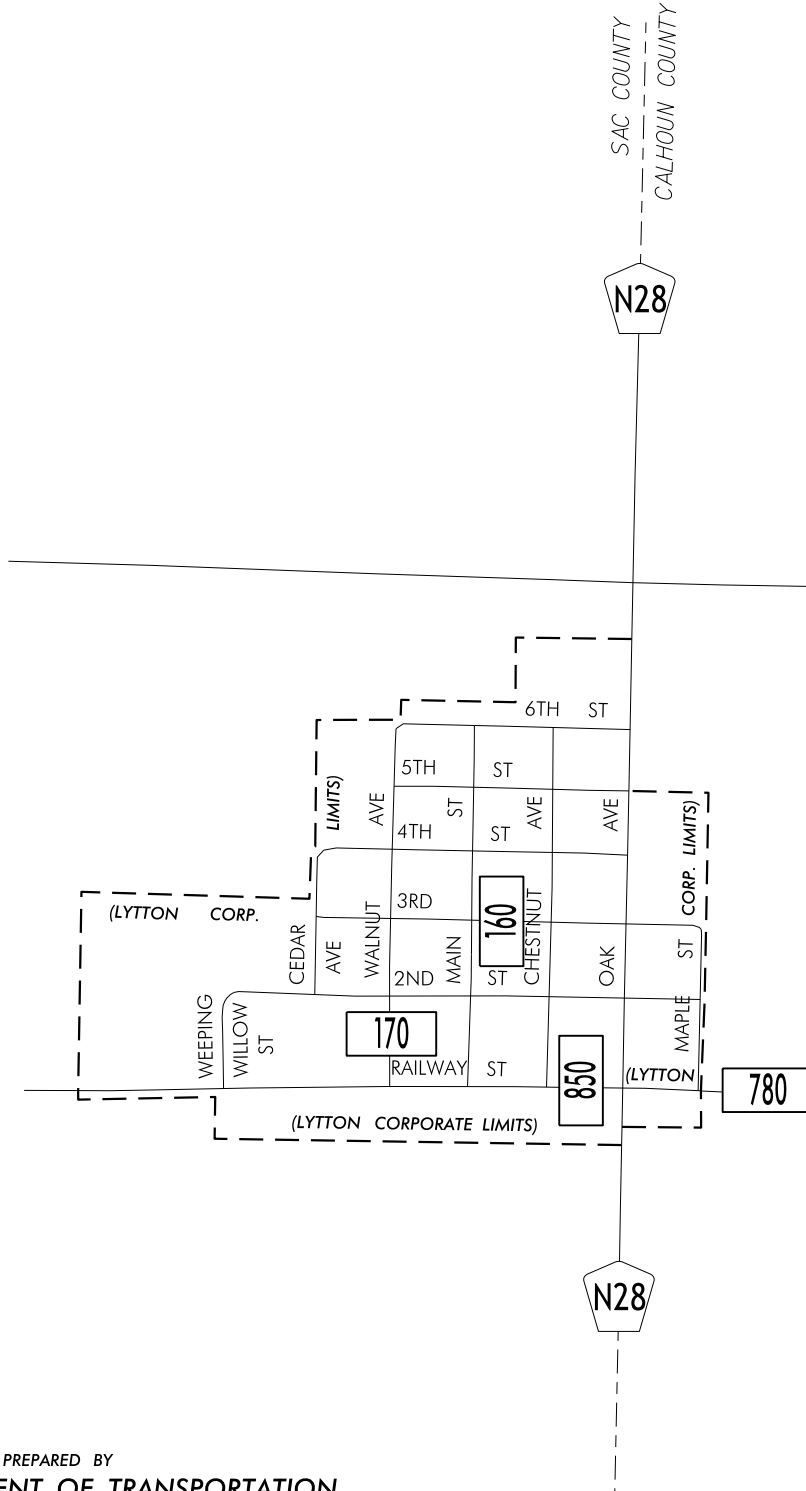 SAC COUNTY
CALHOUN COUNTY
N28
6TH ST
5TH ST
LIMITS)
AVE
ST
AVE
AVE
CORP. LIMITS)
4TH ST
3RD
160
(LYTTON CORP.
CEDAR
AVE
WALNUT
MAIN
CHESTNUT
OAK
ST
2ND ST
WEEPING
WILLOW
ST
170
MAPLE
RAILWAY ST
850
(LYTTON
780
(LYTTON CORPORATE LIMITS)
N28
PREPARED BY
ENT OF TRANSPORTATION